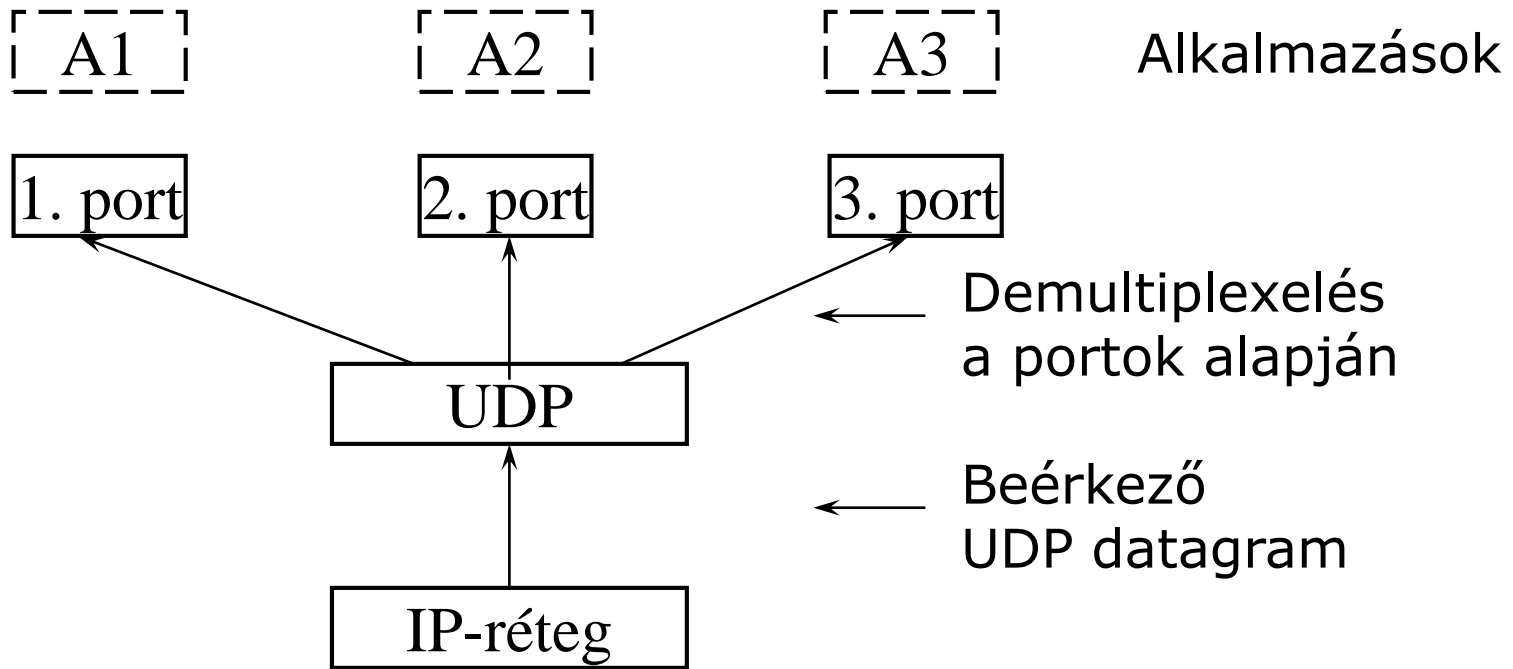 A1 A2 A3 Alkalmazások
1. port 2. port 3. port
Demultiplexelés
a portok alapján
UDP
Beérkező
UDP datagram
IP-réteg